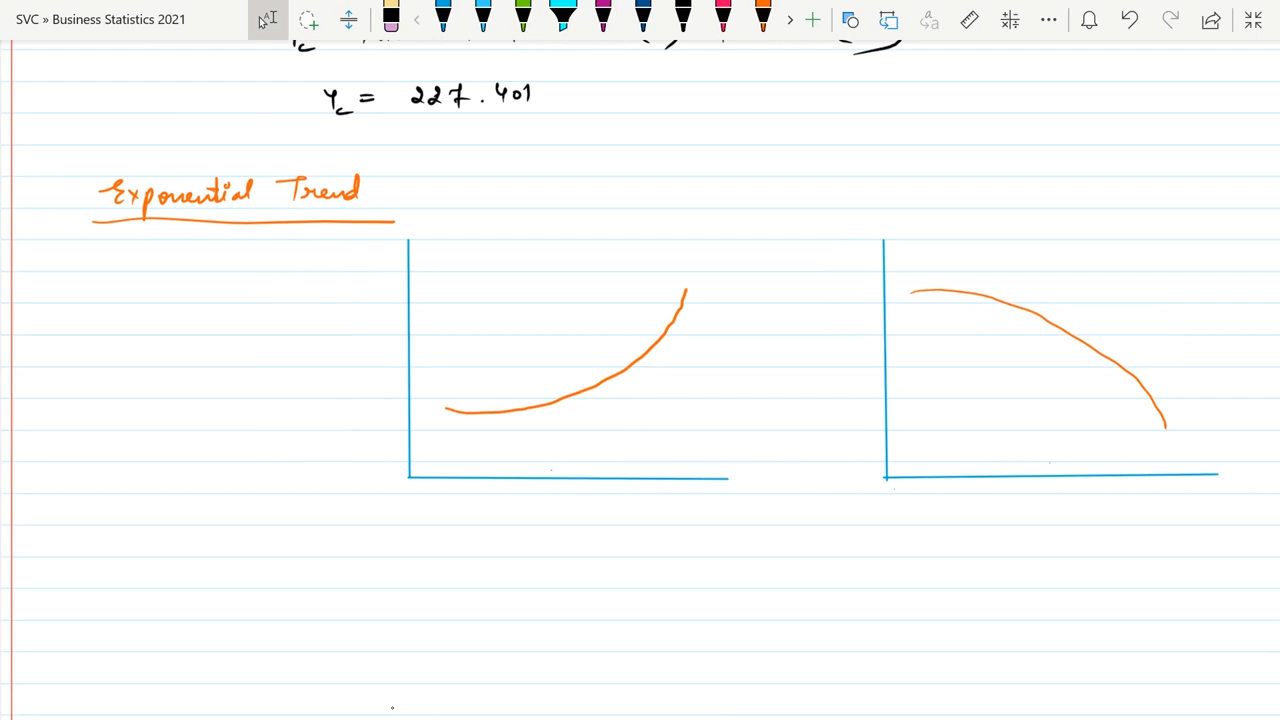 SVC » Business Statistics 2021
Yc = 227.401
Exponential Trend